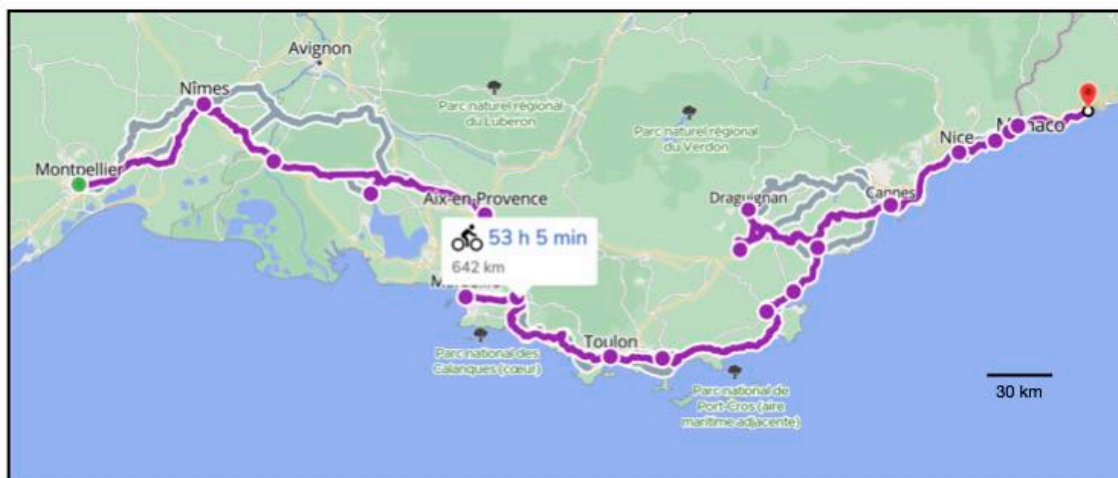 Avignon
Nîmes
Parc naturel régional
du Luberon
Parc naturel régional
du Verdon
Nice
Monaco
Montpellier
Aix-en-Provence
Draguignan
Cannes
53 h 5 min
642 km
Toulon
Parc national des
Calanques (cœur)
Parc national de
Port-Cros (aire
maritime adjacente)
30 km